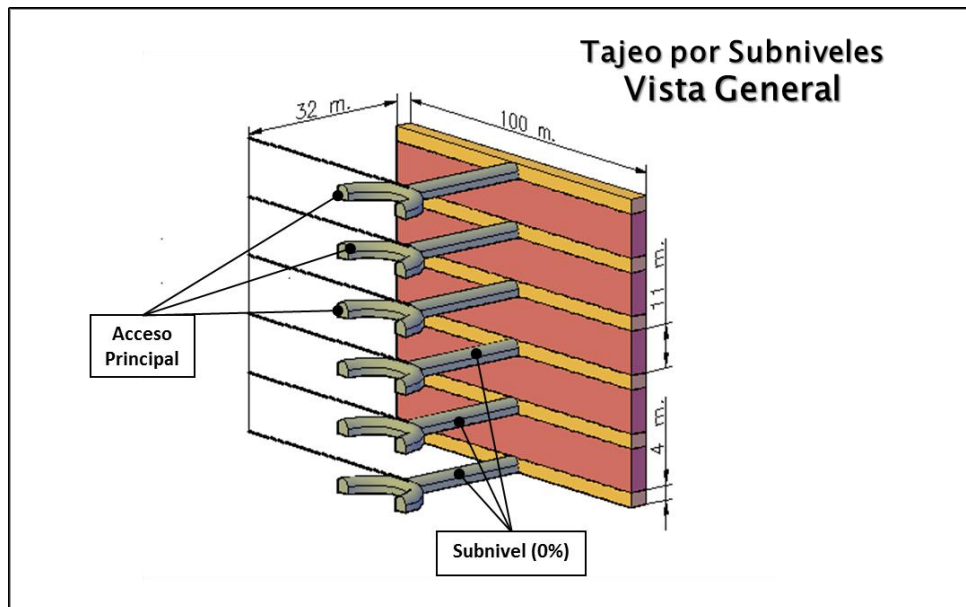 Tajeo por Subniveles
Vista General
32 m.
100 m.
11 m.
4 m.
Acceso
Principal
Subnivel (0%)